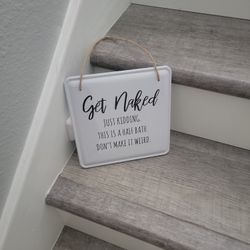 Get Naked
JUST KIDDING.
THIS IS A HALF BATH
DON'T MAKE IT WEIRD.